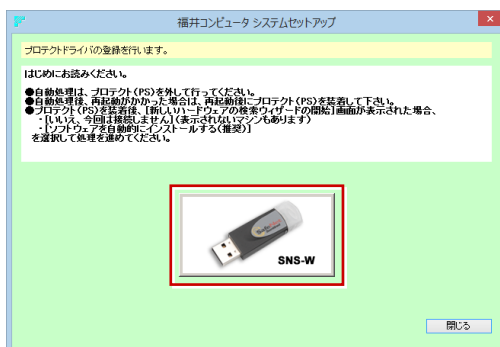 福井コンピュータ システムセットアップ
プロテクトドライバの登録を行います。
はじめにお読みください。
●自動処理は、プロテクト(PS)を外して行ってください。
●自動処理後、再起動がかかった場合は、再起動後にプロテクト(PS)を装着して下さい。
●プロテクト(PS)を装着後、[新しいハードウェアの検索ウィザードの開始]画面が表示された場合、
・[いいえ、今回は接続しません](表示されないマシンもあります)
・[ソフトウェアを自動的にインストールする(推奨)]
を選択して処理を進めてください。
SNS-W
閉じる